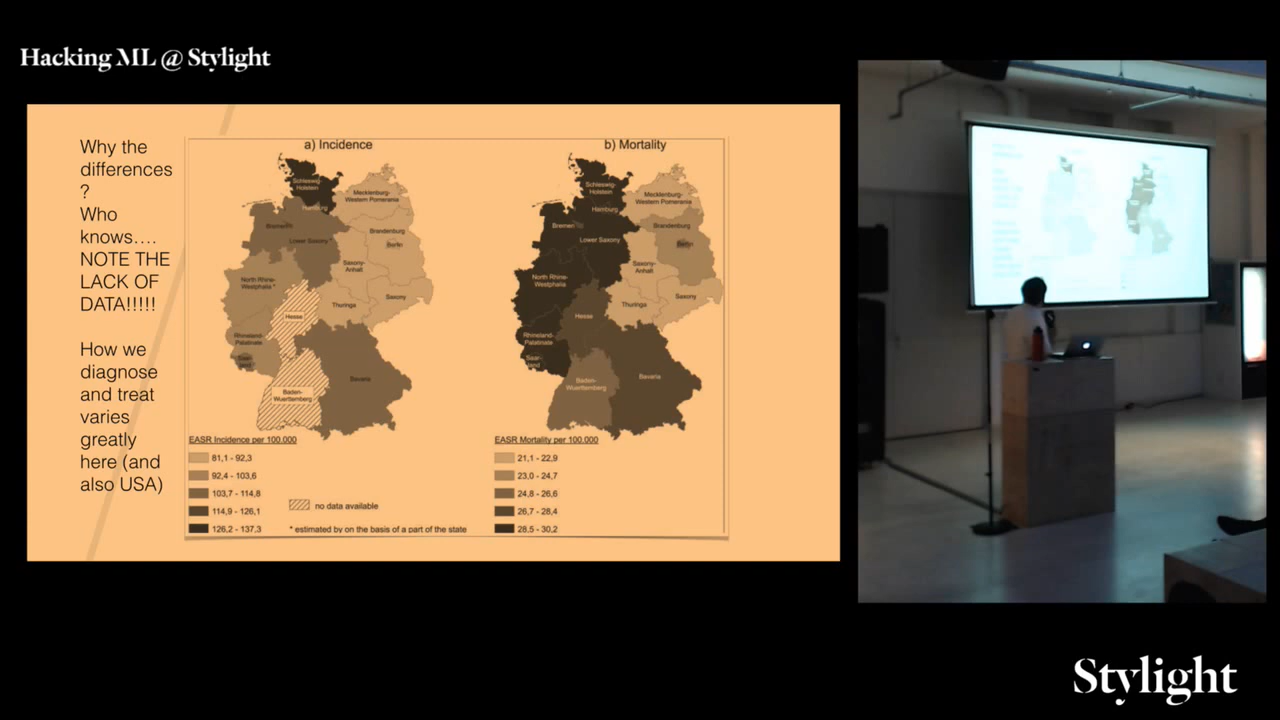 Hacking ML @ Stylight
Why the
differences
?
Who
knows....
NOTE THE
LACK OF
DATA!!!!!
How we
diagnose
and treat
varies
greatly
here (and
also USA)
a) Incidence
Schleswig-
Holstein
Hamburg
Mecklenburg-
Western Pomerania
Bremen
Lower Saxony *
Brandenburg
Berlin
Saxony-
Anhalt
North Rhine-
Westphalia *
Hesse
Thuringa
Saxony
Rhineland-
Palatinate
Saar-
land
Baden-
Wuerttemberg
Bavaria
EASR Incidence per 100.000
81,1 - 92,3
92,4 - 103,6
103,7 - 114,8
114,9 - 126,1
126,2 - 137,3
no data available
* estimated by on the basis of a part of the state
b) Mortality
Schleswig-
Holstein
Hamburg
Mecklenburg-
Western Pomerania
Bremen
Lower Saxony
Brandenburg
Berlin
Saxony-
Anhalt
North Rhine-
Westphalia
Hesse
Thuringa
Saxony
Rhineland-
Palatinate
Saar-
land
Baden-
Wuerttemberg
Bavaria
EASR Mortality per 100.000
21,1 - 22,9
23,0 - 24,7
24,8 - 26,6
26,7 - 28,4
28,5 - 30,2
Stylight